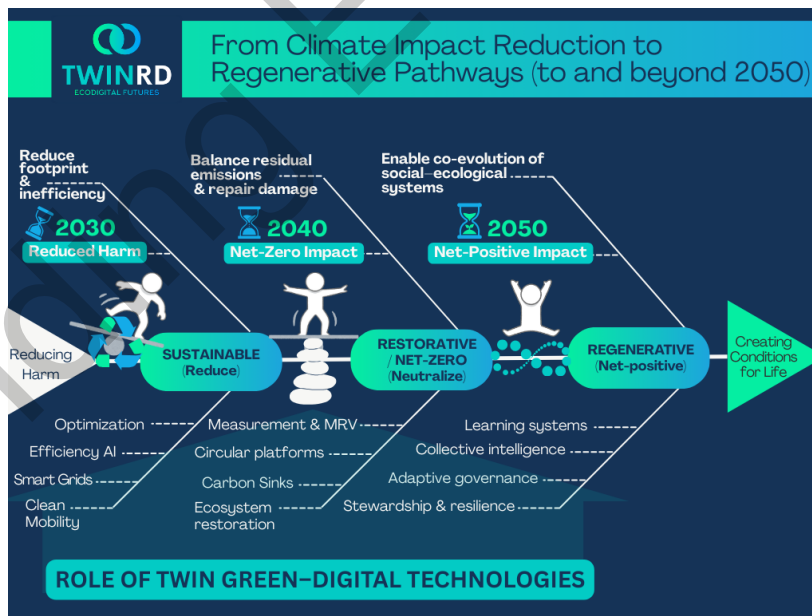 TWINRD
ECODIGITAL FUTURES
From Climate Impact Reduction to
Regenerative Pathways (to and beyond 2050)
Reduce
footprint
&
inefficiency
2030
Reduced Harm
Balance residual
emissions
& repair damage
2040
Net-Zero Impact
Enable co-evolution of
social-ecological
systems
2050
Net-Positive Impact
Reducing
Harm
SUSTAINABLE
(Reduce)
RESTORATIVE
/ NET-ZERO
(Neutralize)
REGENERATIVE
(Net-positive)
Creating
Conditions
for Life
Optimization
Efficiency AI
Smart Grids
Clean
Mobility
Measurement & MRV
Circular platforms
Carbon Sinks
Ecosystem
restoration
Learning systems
Collective intelligence
Adaptive governance
Stewardship & resilience
ROLE OF TWIN GREEN–DIGITAL TECHNOLOGIES